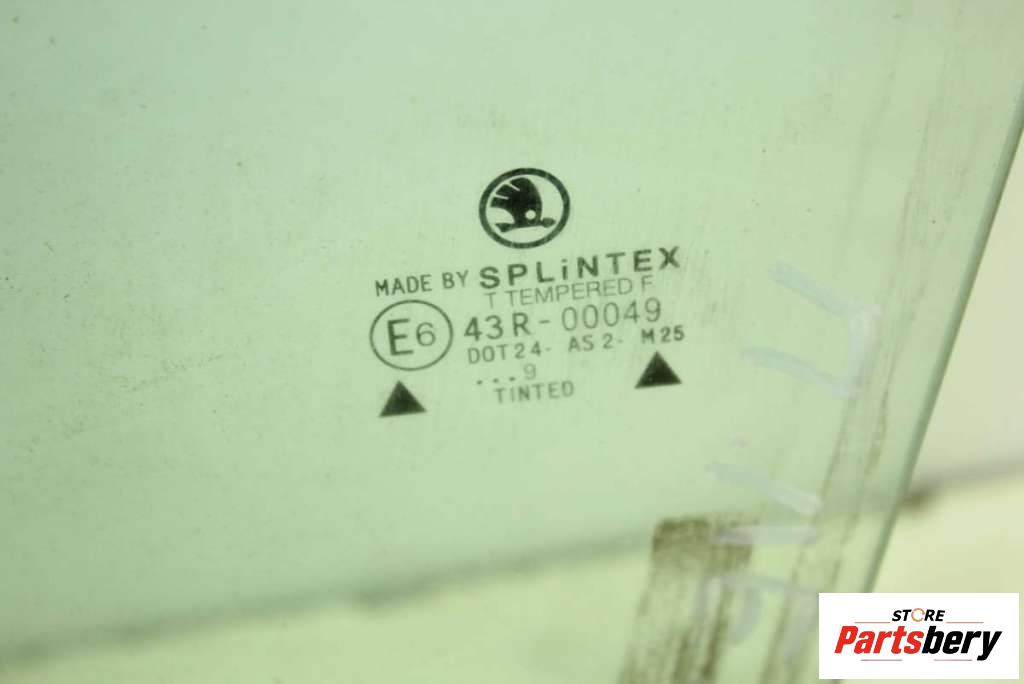 MADE BY SPLiNTEX
T TEMPERED F
E6 43R-00049
DOT24- AS2- M25
...9
TINTED
STORE
Partsbery